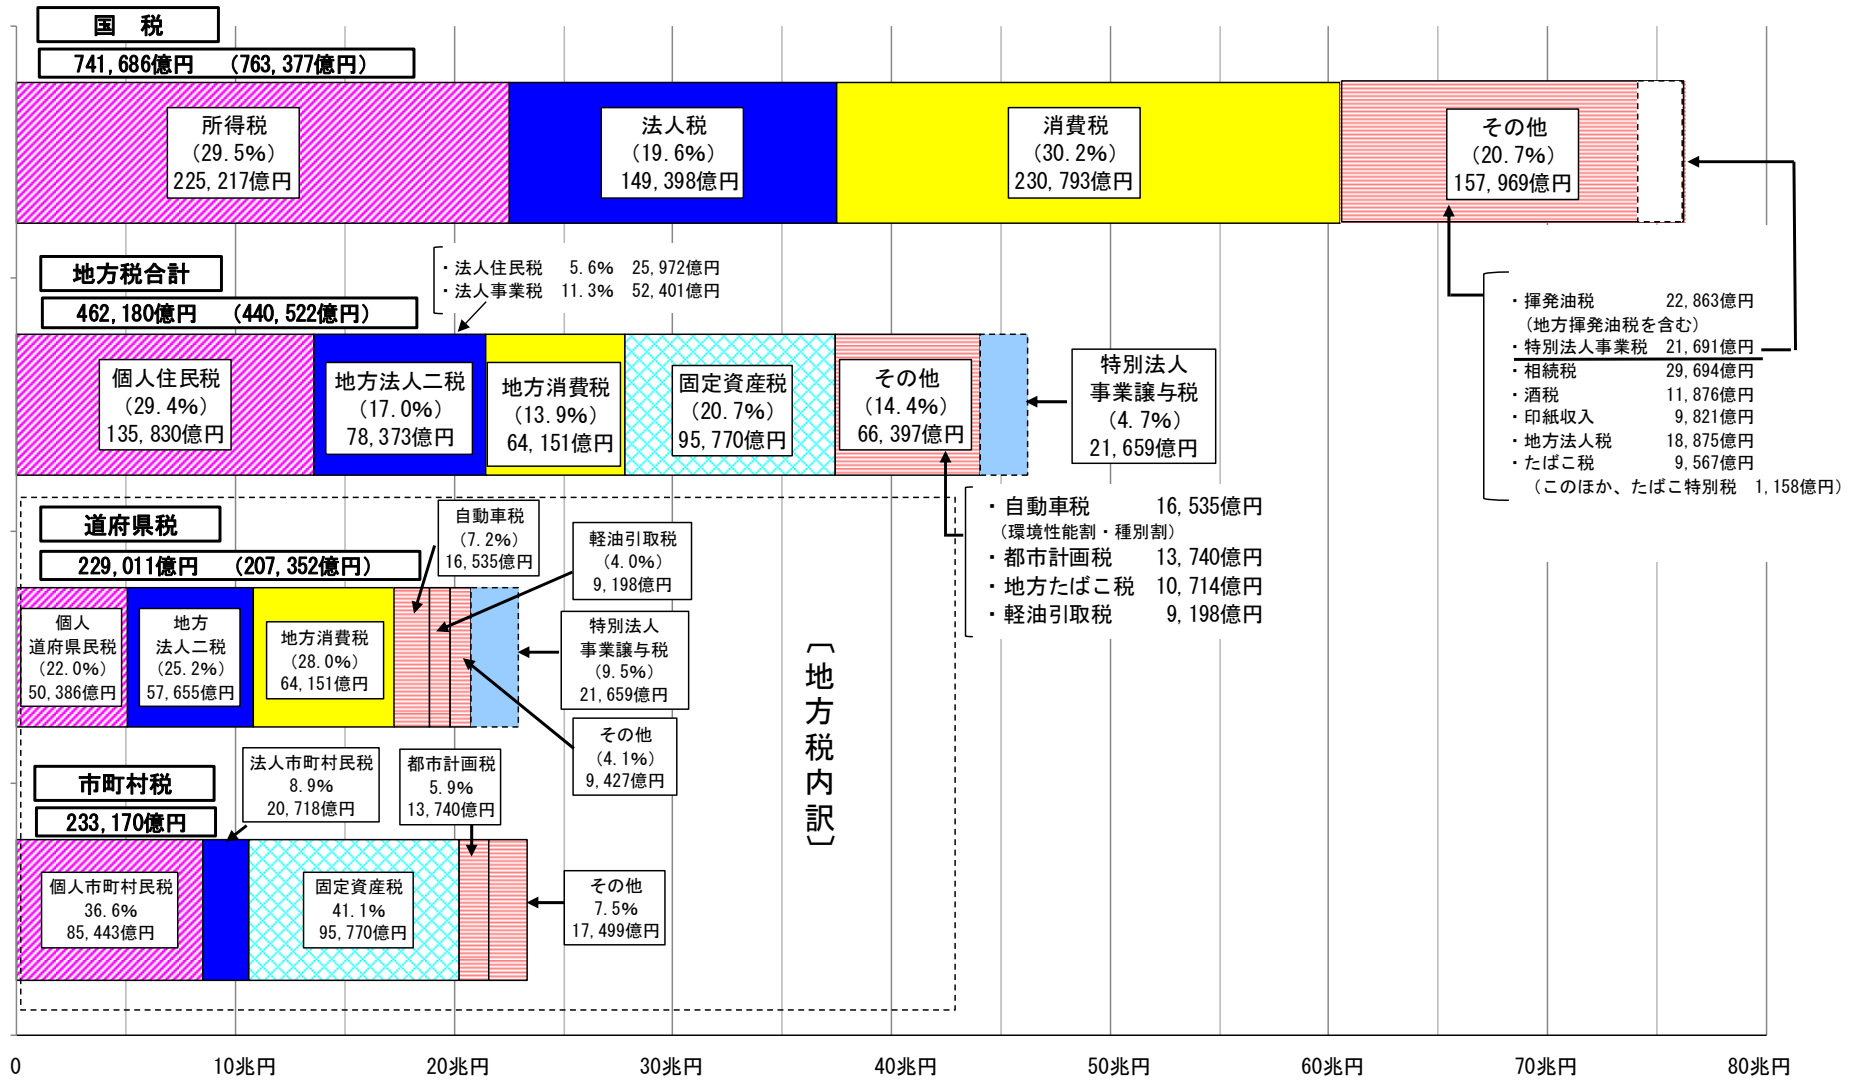 国　税
741,686億円　（763,377億円）
所得税
（29.5%）
225,217億円
法人税
（19.6%）
149,398億円
消費税
（30.2%）
230,793億円
その他
（20.7%）
157,969億円
・揮発油税　22,863億円
（地方揮発油税を含む）
・特別法人事業税　21,691億円
・相続税　29,694億円
・酒税　11,876億円
・印紙収入　9,821億円
・地方法人税　18,875億円
・たばこ税　9,567億円
（このほか、たばこ特別税　1,158億円）
地方税合計
462,180億円　（440,522億円）
・法人住民税　5.6%　25,972億円
・法人事業税　11.3%　52,401億円
個人住民税
（29.4%）
135,830億円
地方法人二税
（17.0%）
78,373億円
地方消費税
（13.9%）
64,151億円
固定資産税
（20.7%）
95,770億円
その他
（14.4%）
66,397億円
特別法人
事業譲与税
（4.7%）
21,659億円
・自動車税　16,535億円
（環境性能割・種別割）
・都市計画税　13,740億円
・地方たばこ税　10,714億円
・軽油引取税　9,198億円
道府県税
229,011億円　（207,352億円）
個人
道府県民税
（22.0%）
50,386億円
地方
法人二税
（25.2%）
57,655億円
地方消費税
（28.0%）
64,151億円
自動車税
（7.2%）
16,535億円
軽油引取税
（4.0%）
9,198億円
特別法人
事業譲与税
（9.5%）
21,659億円
その他
（4.1%）
9,427億円
〔地方税内訳〕
市町村税
233,170億円
個人市町村民税
36.6%
85,443億円
法人市町村民税
8.9%
20,718億円
固定資産税
41.1%
95,770億円
都市計画税
5.9%
13,740億円
その他
7.5%
17,499億円
0　10兆円　20兆円　30兆円　40兆円　50兆円　60兆円　70兆円　80兆円